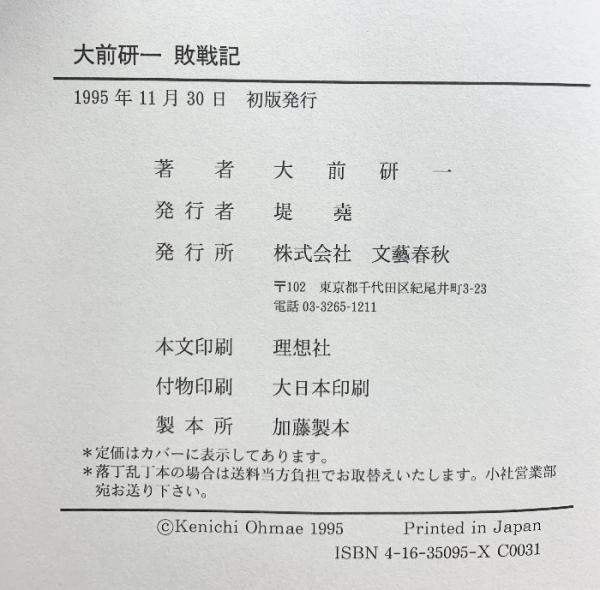 大前研一 敗戦記
1995年11月30日 初版発行
著者 大前研一
発行者 堤堯
発行所 株式会社 文藝春秋
〒102 東京都千代田区紀尾井町3-23
電話 03-3265-1211
本文印刷 理想社
付物印刷 大日本印刷
製本所 加藤製本
＊定価はカバーに表示してあります。
＊落丁乱丁本の場合は送料当方負担でお取替えいたします。小社営業部
宛お送り下さい。
©Kenichi Ohmae 1995 Printed in Japan
ISBN 4-16-35095-X C0031